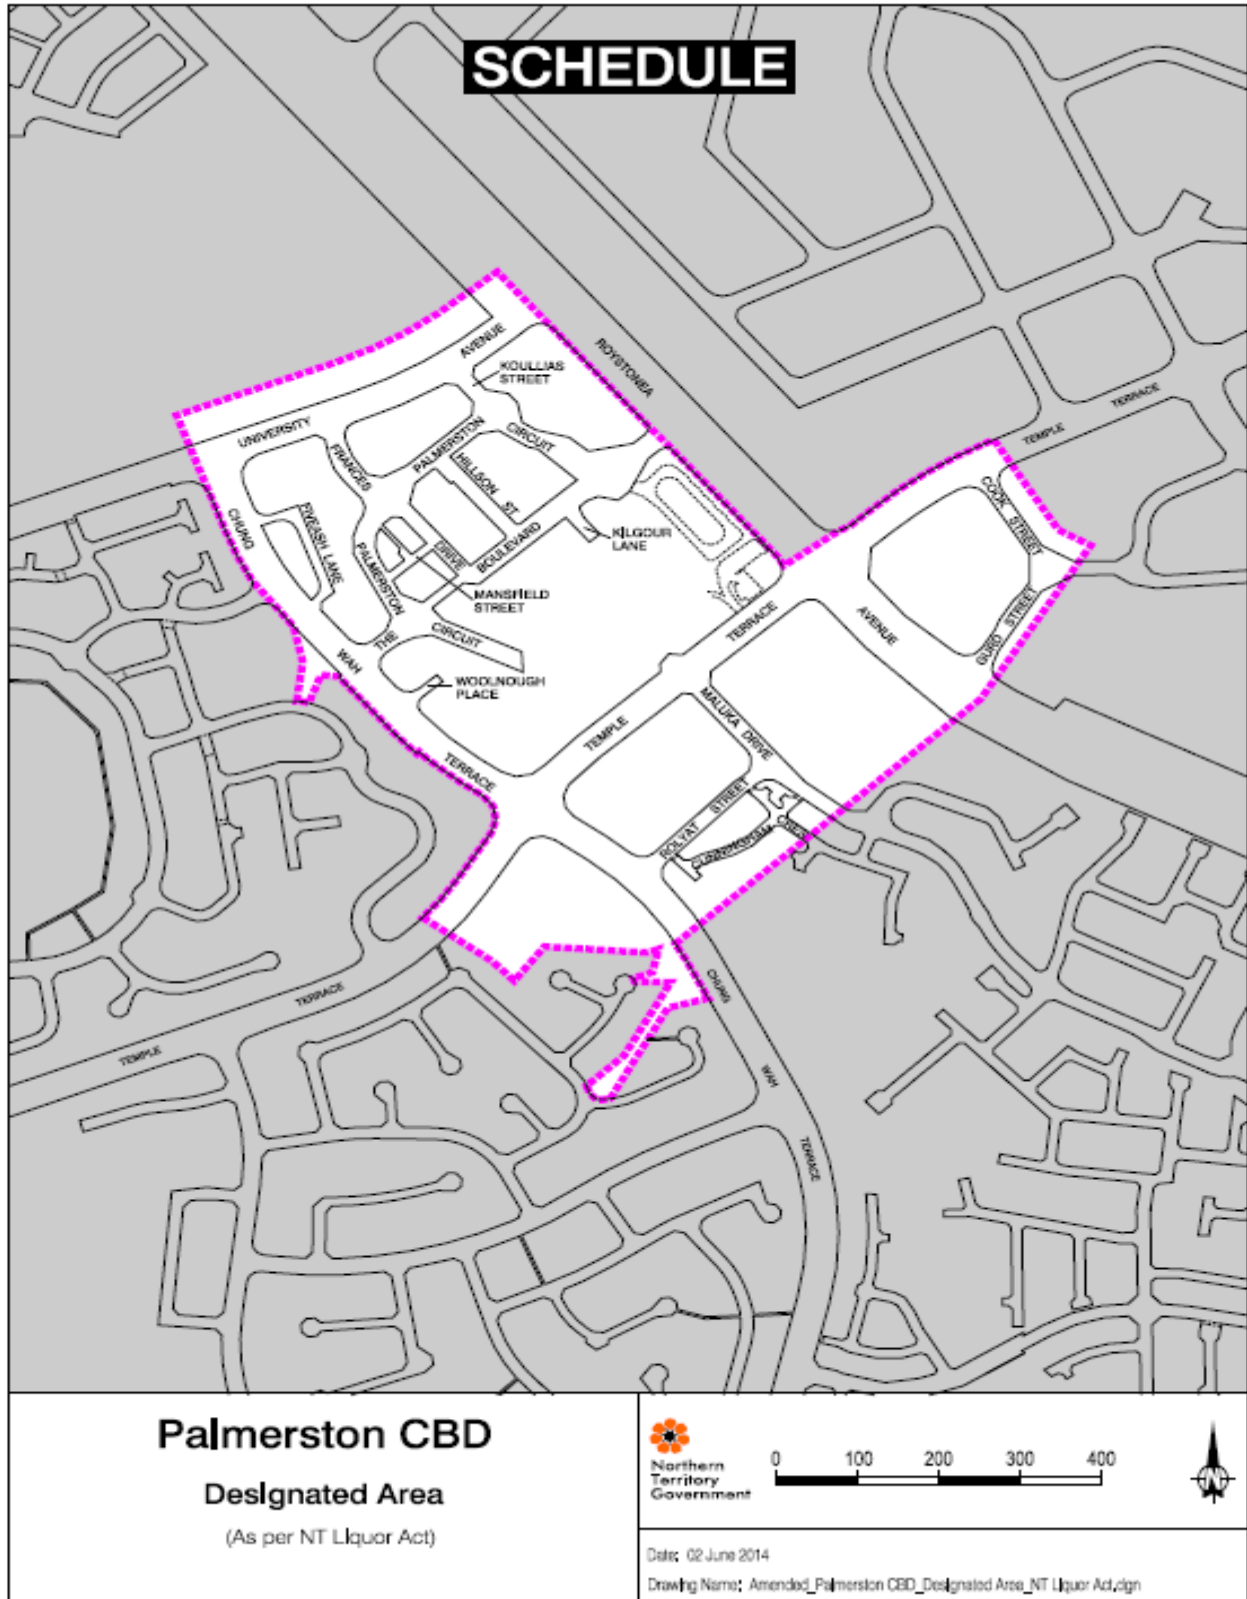 SCHEDULE
ROYSTONEA
AVENUE
KOULLIAS
STREET
TERRACE
TEMPLE
UNIVERSITY
FRANCES
PALMERSTON
CIRCUIT
HILLSON ST
COOK STREET
CHUNG
FIVEASH LANE
DRIVE
BOULEVARD
KILGOUR
LANE
PALMERSTON
MANSFIELD
STREET
TERRACE
AVENUE
GURD STREET
WAH
THE
CIRCUIT
WOOLNOUGH
PLACE
TEMPLE
MALUKA DRIVE
TERRACE
ROLYAT STREET
CHUNG
TERRACE
TEMPLE
WAH
TERRACE
Palmerston CBD
Designated Area
(As per NT Liquor Act)
Northern
Territory
Government
0 100 200 300 400
N
Date: 02 June 2014
Drawing Name: Amended_Palmerston CBD_Designated Area_NT Liquor Act.dgn